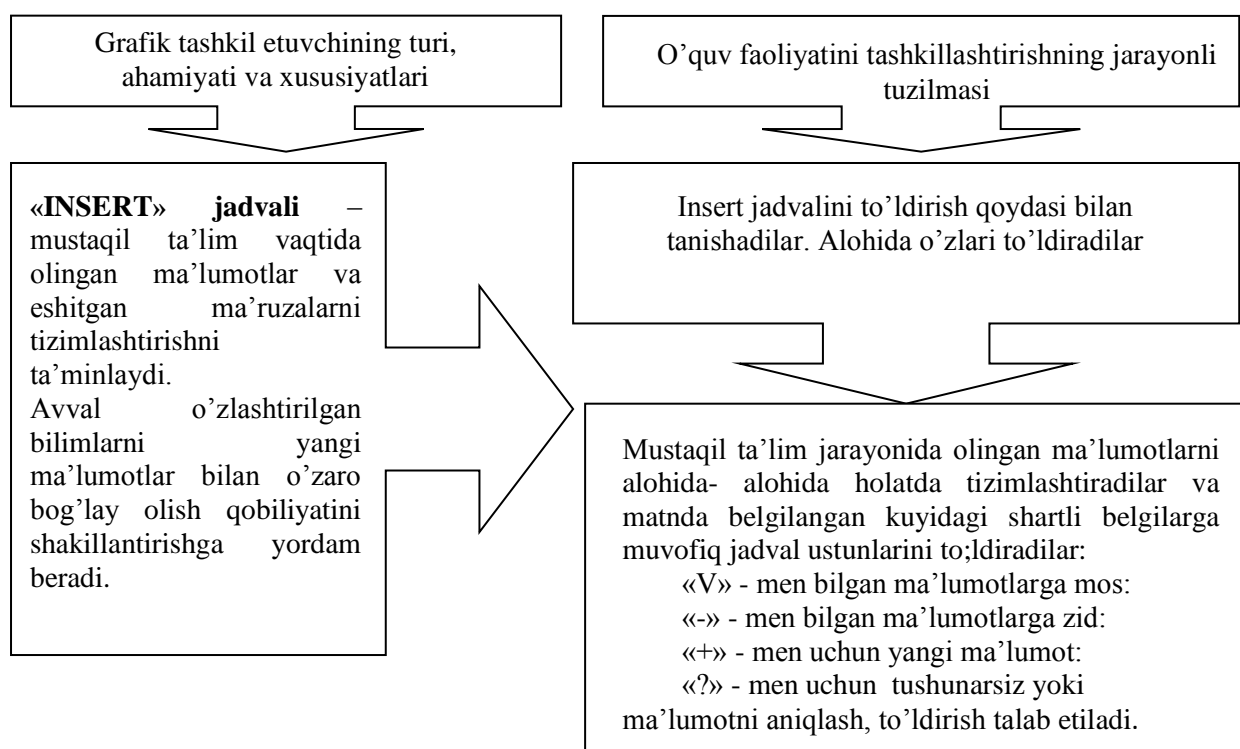 Grafik tashkil etuvchining turi,
ahamiyati va xususiyatlari
O’quv faoliyatini tashkillashtirishning jarayonli
tuzilmasi
«INSERT» jadvali –
mustaqil ta’lim vaqtida
olingan ma’lumotlar va
eshitgan ma’ruzalarni
tizimlashtirishni
ta’minlaydi.
Avval o’zlashtirilgan
bilimlarni yangi
ma’lumotlar bilan o’zaro
bog’lay olish qobiliyatini
shakillantirishga yordam
beradi.
Insert jadvalini to’ldirish qoydasi bilan
tanishadilar. Alohida o’zlari to’ldiradilar
Mustaqil ta’lim jarayonida olingan ma’lumotlarni
alohida- alohida holatda tizimlashtiradilar va
matnda belgilangan kuyidagi shartli belgilarga
muvofiq jadval ustunlarini to;ldiradilar:
«V» - men bilgan ma’lumotlarga mos:
«-» - men bilgan ma’lumotlarga zid:
«+» - men uchun yangi ma’lumot:
«?» - men uchun tushunarsiz yoki
ma’lumotni aniqlash, to’ldirish talab etiladi.